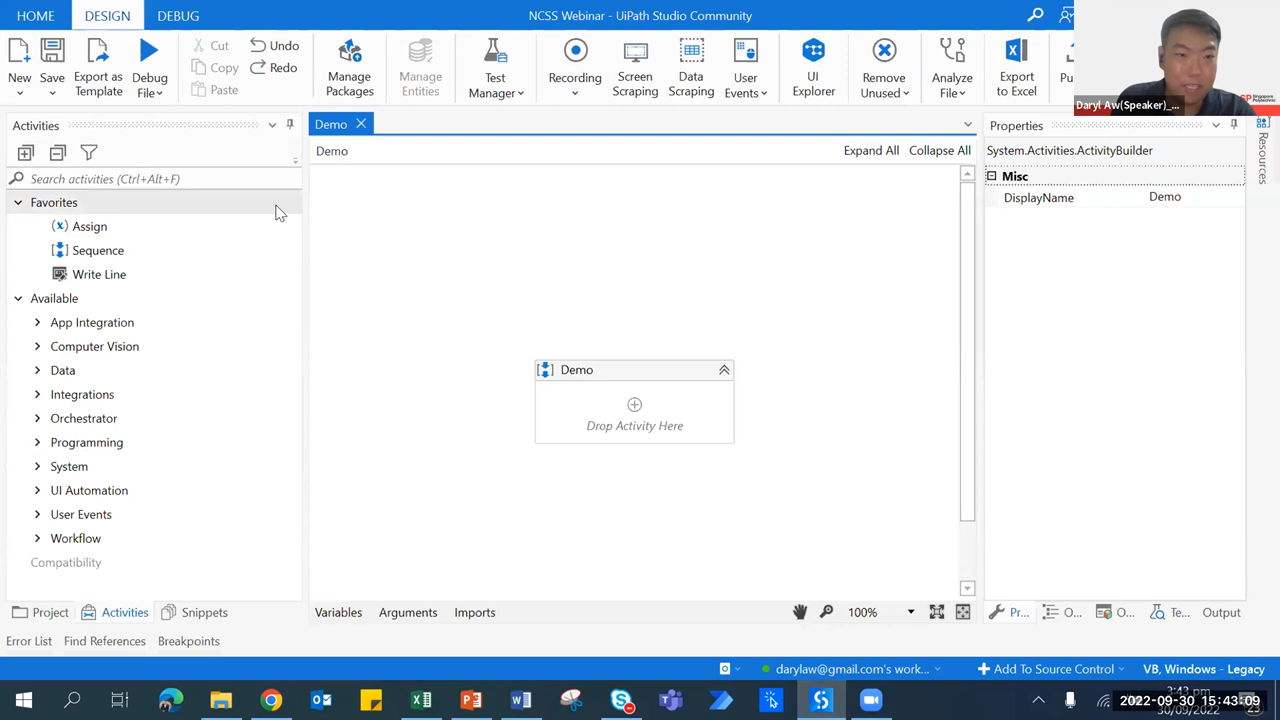 HOME
DESIGN
DEBUG
NCSS Webinar - UiPath Studio Community
New
Save
Export as Template
Debug File
Cut
Copy
Paste
Undo
Redo
Manage Packages
Manage Entities
Test Manager
Recording
Screen Scraping
Data Scraping
User Events
UI Explorer
Remove Unused
Analyze File
Export to Excel
Daryl Aw(Speaker)_...
Activities
Search activities (Ctrl+Alt+F)
Favorites
Assign
Sequence
Write Line
Available
App Integration
Computer Vision
Data
Integrations
Orchestrator
Programming
System
UI Automation
User Events
Workflow
Compatibility
Project
Activities
Snippets
Demo
Demo
Expand All
Collapse All
Demo
Drop Activity Here
Variables
Arguments
Imports
100%
Properties
System.Activities.ActivityBuilder
Misc
DisplayName
Demo
Resources
Pr...
O...
O...
Te...
Output
Error List
Find References
Breakpoints
darylaw@gmail.com's work...
Add To Source Control
VB, Windows - Legacy
2022-09-30 15:43:09